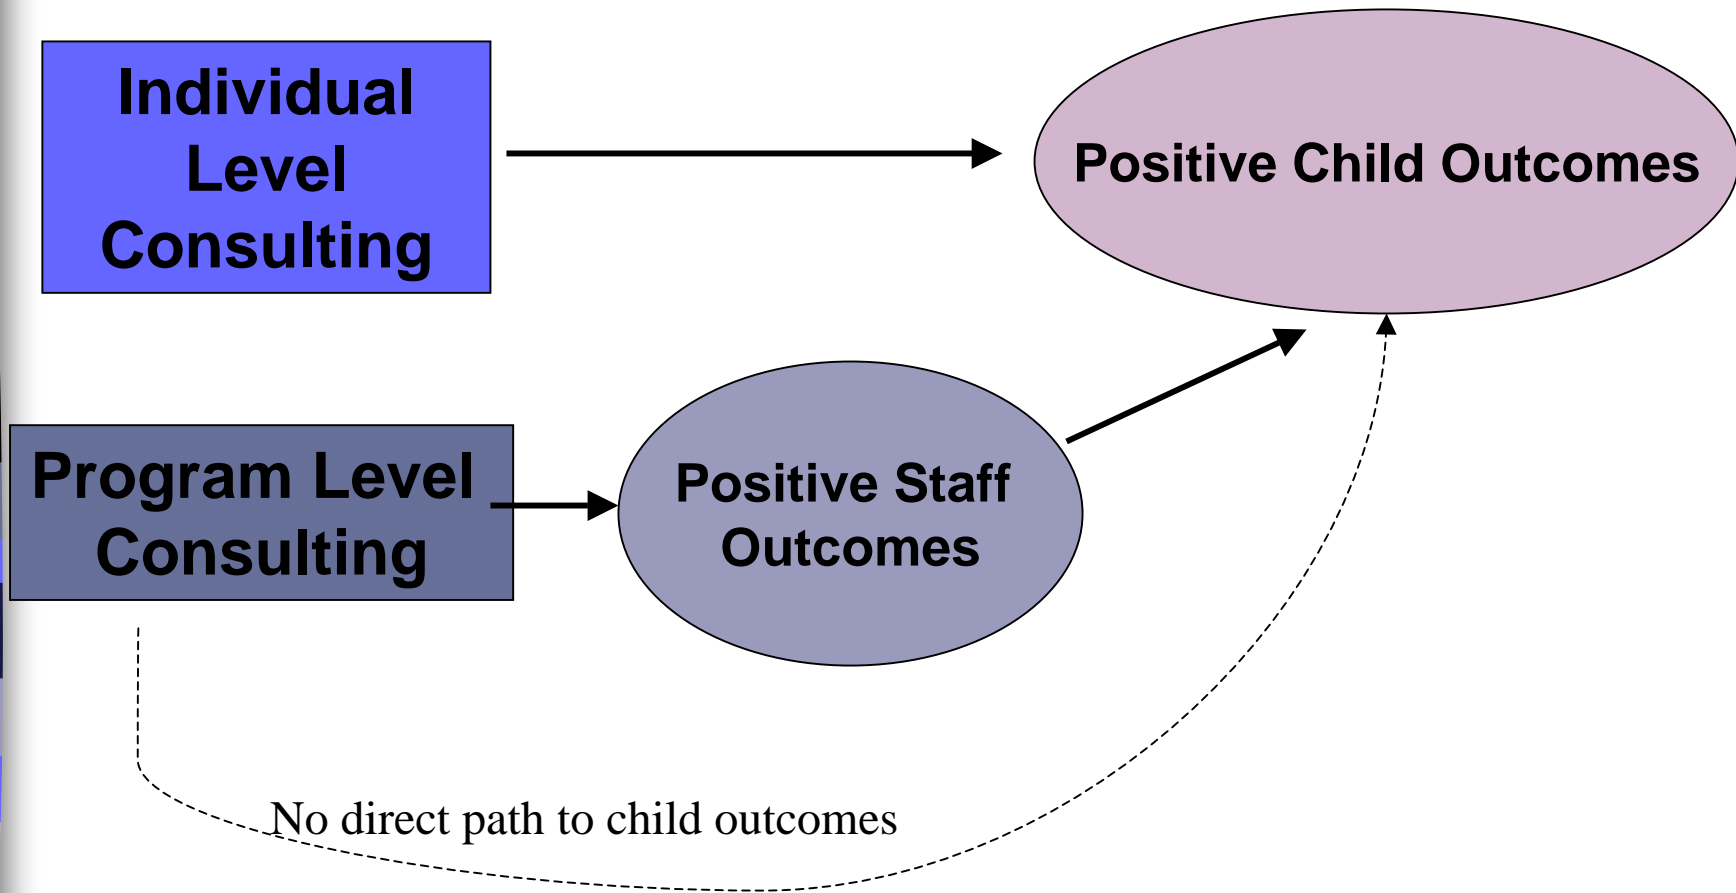 Individual
Level
Consulting
Positive Child Outcomes
Program Level
Consulting
Positive Staff
Outcomes
No direct path to child outcomes